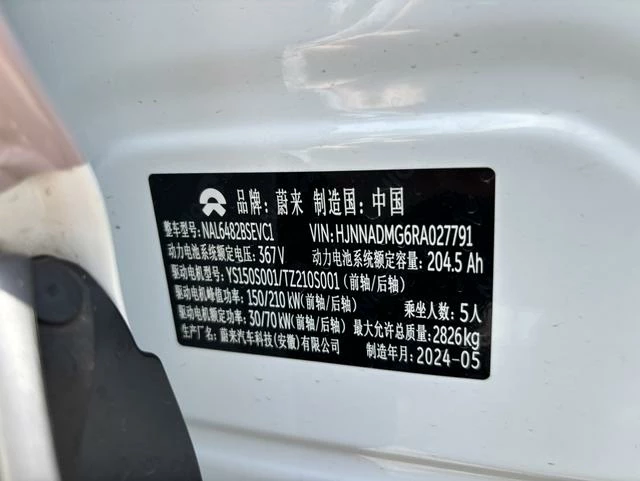 品牌: 蔚来 制造国: 中国
整车型号: NAL6482BSEVC1 VIN: HJNNADMG6RA027791
动力电池系统额定电压: 367V 动力电池系统额定容量: 204.5 Ah
驱动电机型号: YS150S001/TZ210S001 (前轴/后轴)
驱动电机峰值功率: 150/210 kW (前轴/后轴) 乘坐人数: 5人
驱动电机额定功率: 30/70 kW (前轴/后轴) 最大允许总质量: 2826kg
生产厂名: 蔚来汽车科技(安徽)有限公司 制造年月: 2024-05